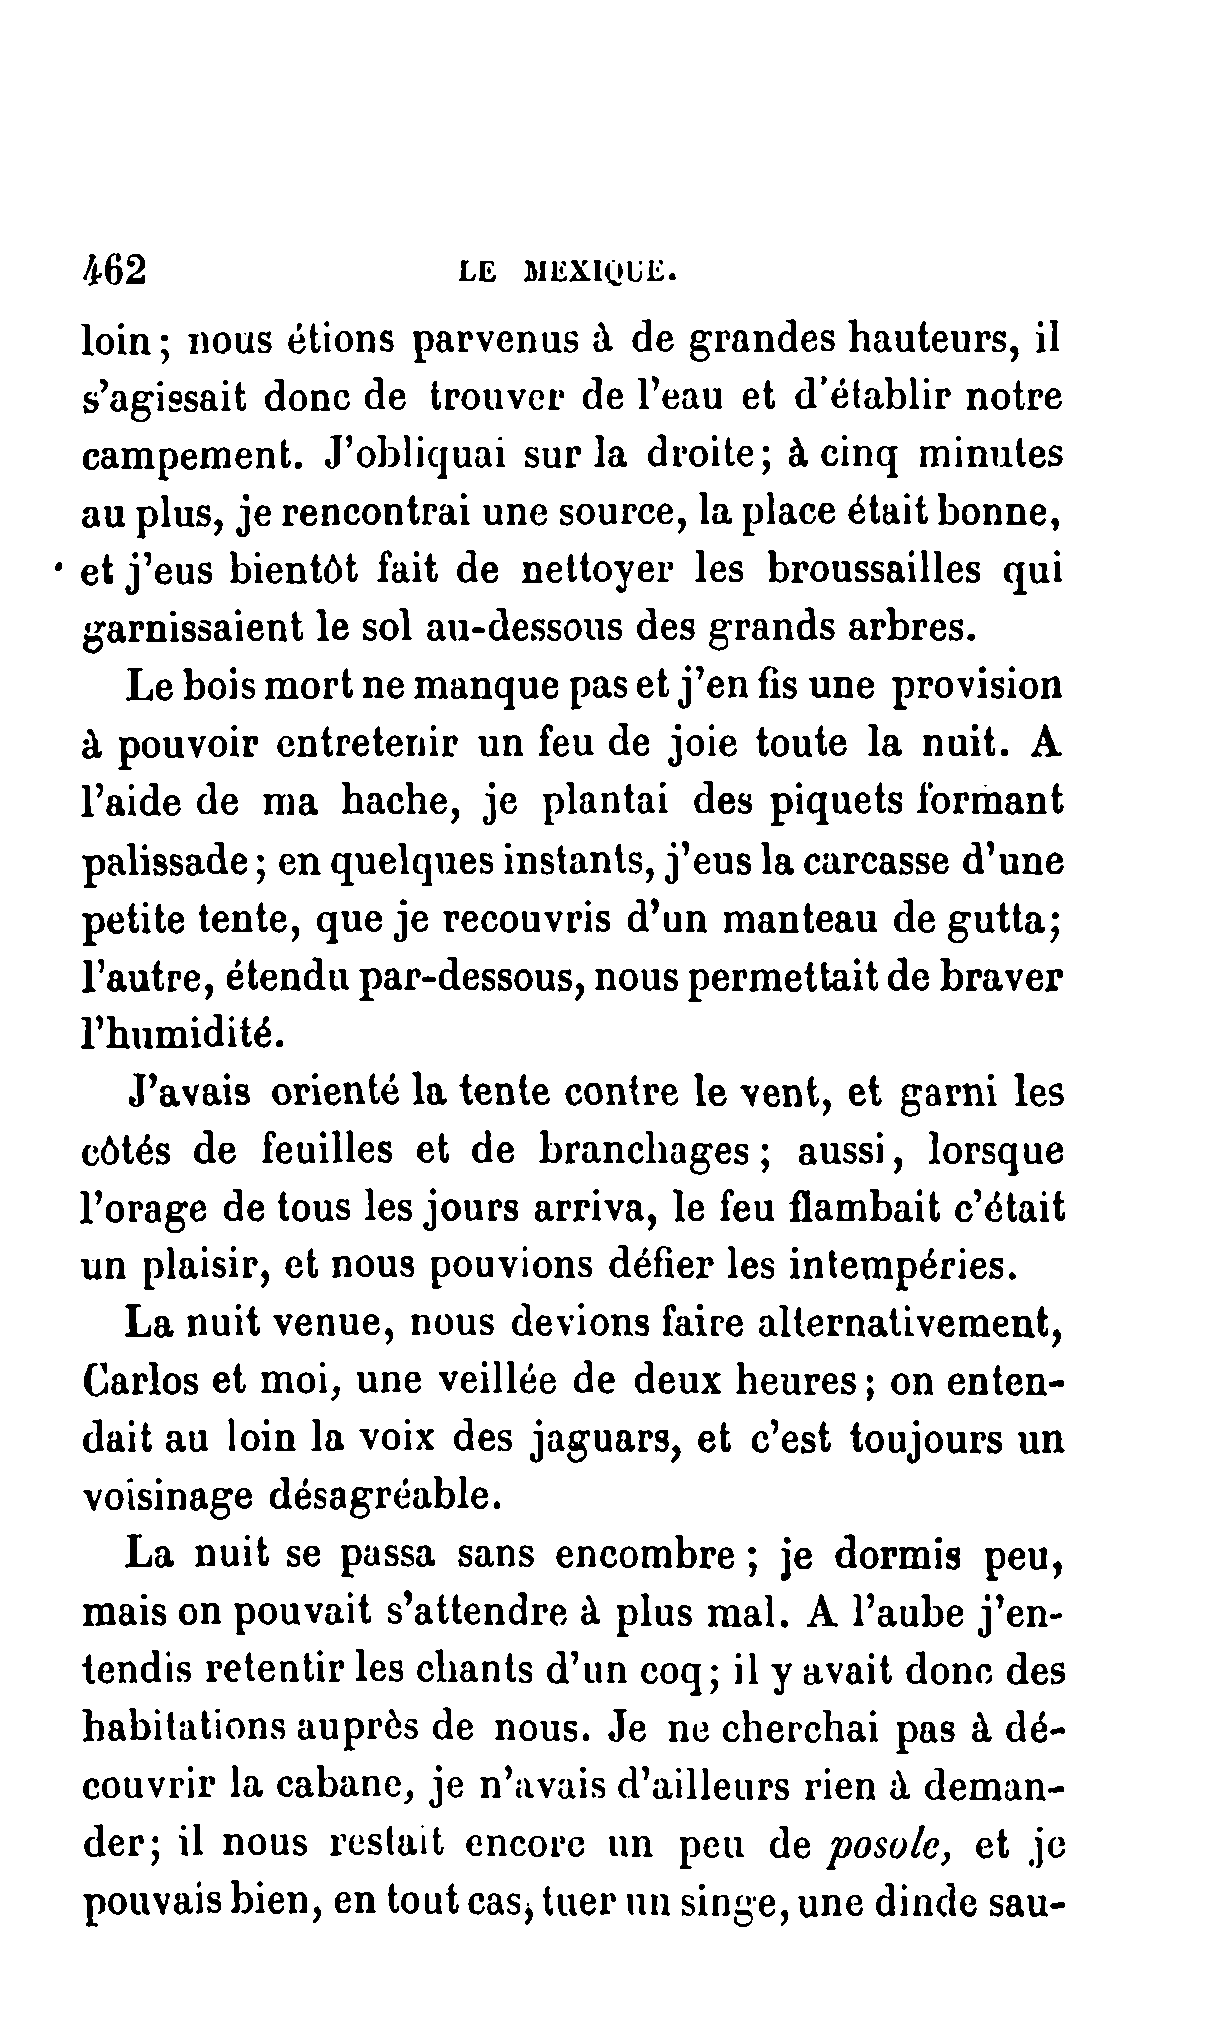 462 LE MEXIQUE.
loin; nous étions parvenus à de grandes hauteurs, il
s'agissait donc de trouver de l'eau et d'établir notre
campement. J'obliquai sur la droite; à cinq minutes
au plus, je rencontrai une source, la place était bonne,
et j'eus bientôt fait de nettoyer les broussailles qui
garnissaient le sol au-dessous des grands arbres.
Le bois mort ne manque pas et j'en fis une provision
à pouvoir entretenir un feu de joie toute la nuit. A
l'aide de ma hache, je plantai des piquets formant
palissade; en quelques instants, j'eus la carcasse d'une
petite tente, que je recouvris d'un manteau de gutta;
l'autre, étendu par-dessous, nous permettait de braver
l'humidité.
J'avais orienté la tente contre le vent, et garni les
côtés de feuilles et de branchages; aussi, lorsque
l'orage de tous les jours arriva, le feu flambait c'était
un plaisir, et nous pouvions défier les intempéries.
La nuit venue, nous devions faire alternativement,
Carlos et moi, une veillée de deux heures; on enten-
dait au loin la voix des jaguars, et c'est toujours un
voisinage désagréable.
La nuit se passa sans encombre; je dormis peu,
mais on pouvait s'attendre à plus mal. A l'aube j'en-
tendis retentir les chants d'un coq; il y avait donc des
habitations auprès de nous. Je ne cherchai pas à dé-
couvrir la cabane, je n'avais d'ailleurs rien à deman-
der; il nous restait encore un peu de posole, et je
pouvais bien, en tout cas, tuer un singe, une dinde sau-